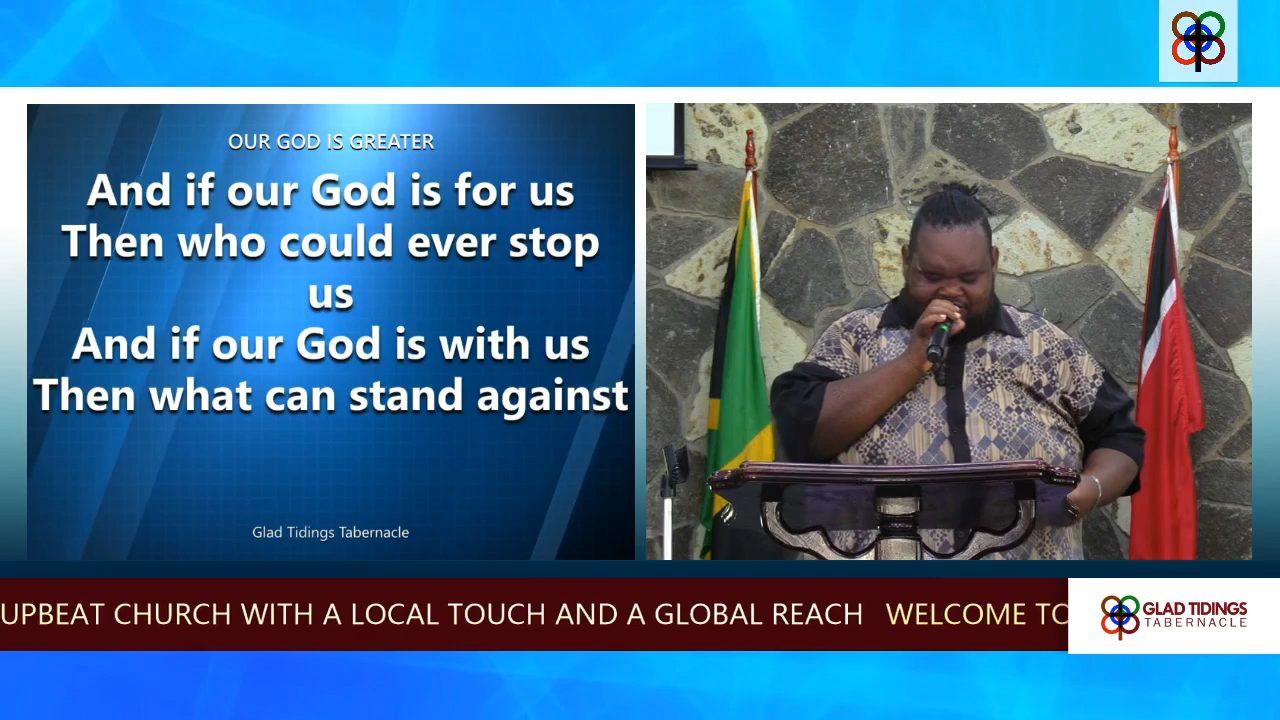 OUR GOD IS GREATER
And if our God is for us
Then who could ever stop
us
And if our God is with us
Then what can stand against
Glad Tidings Tabernacle
UPBEAT CHURCH WITH A LOCAL TOUCH AND A GLOBAL REACH WELCOME TO
GLAD TIDINGS
TABERNACLE